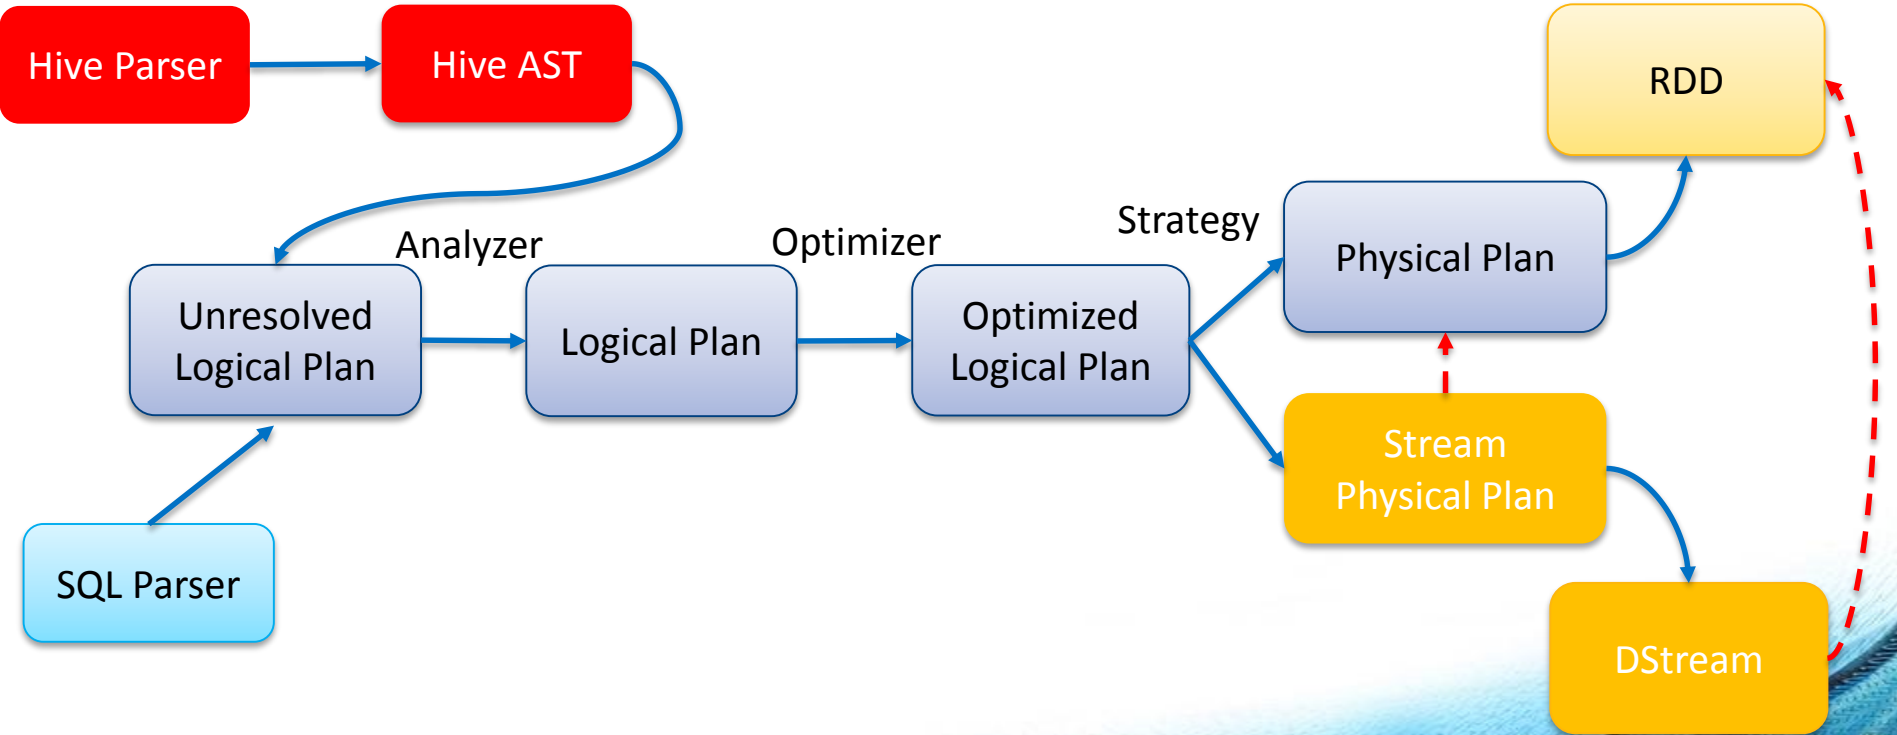 Hive Parser
Hive AST
RDD
Strategy
Analyzer
Optimizer
Physical Plan
Unresolved
Logical Plan
Logical Plan
Optimized
Logical Plan
Stream
Physical Plan
SQL Parser
DStream